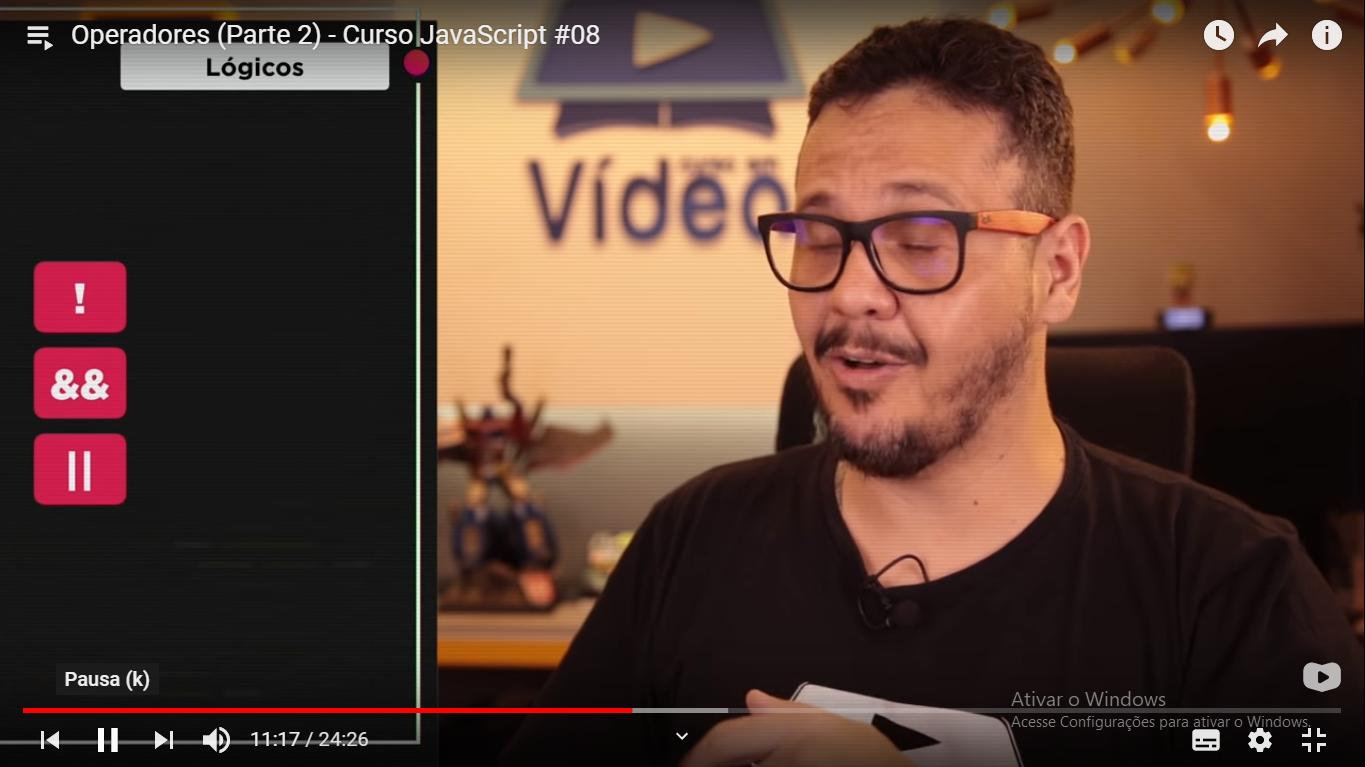 Operadores (Parte 2) - Curso JavaScript #08
Lógicos
Vídeo
!
&&
||
Pausa (k)
Ativar o Windows
Acesse Configurações para ativar o Windows.
11:17 / 24:26